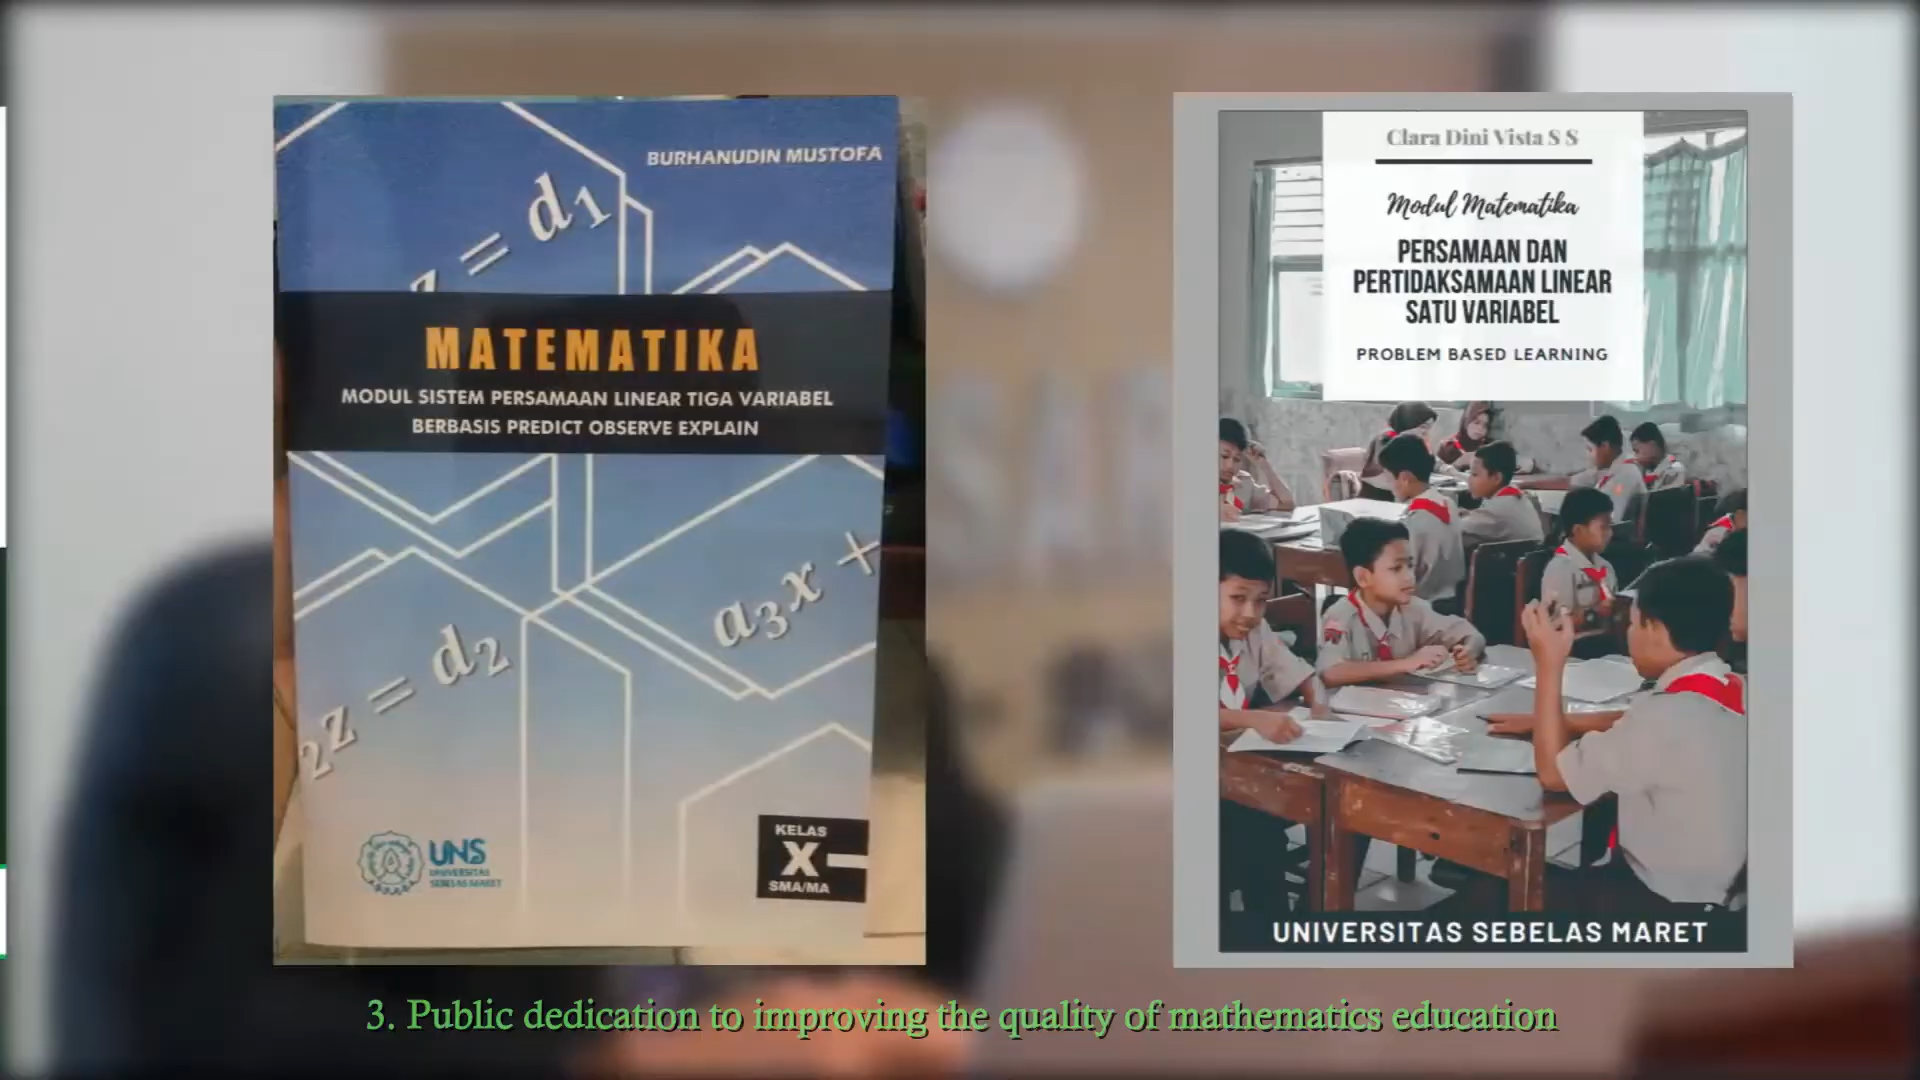 BURHANUDIN MUSTOFA
= d1
MATEMATIKA
MODUL SISTEM PERSAMAAN LINEAR TIGA VARIABEL
BERBASIS PREDICT OBSERVE EXPLAIN
a3x +
2z = d2
UNS
UNIVERSITAS
SEBELAS MARET
KELAS
X
SMA/MA
Clara Dini Vista S S
Modul Matematika
PERSAMAAN DAN
PERTIDAKSAMAAN LINEAR
SATU VARIABEL
PROBLEM BASED LEARNING
UNIVERSITAS SEBELAS MARET
3. Public dedication to improving the quality of mathematics education